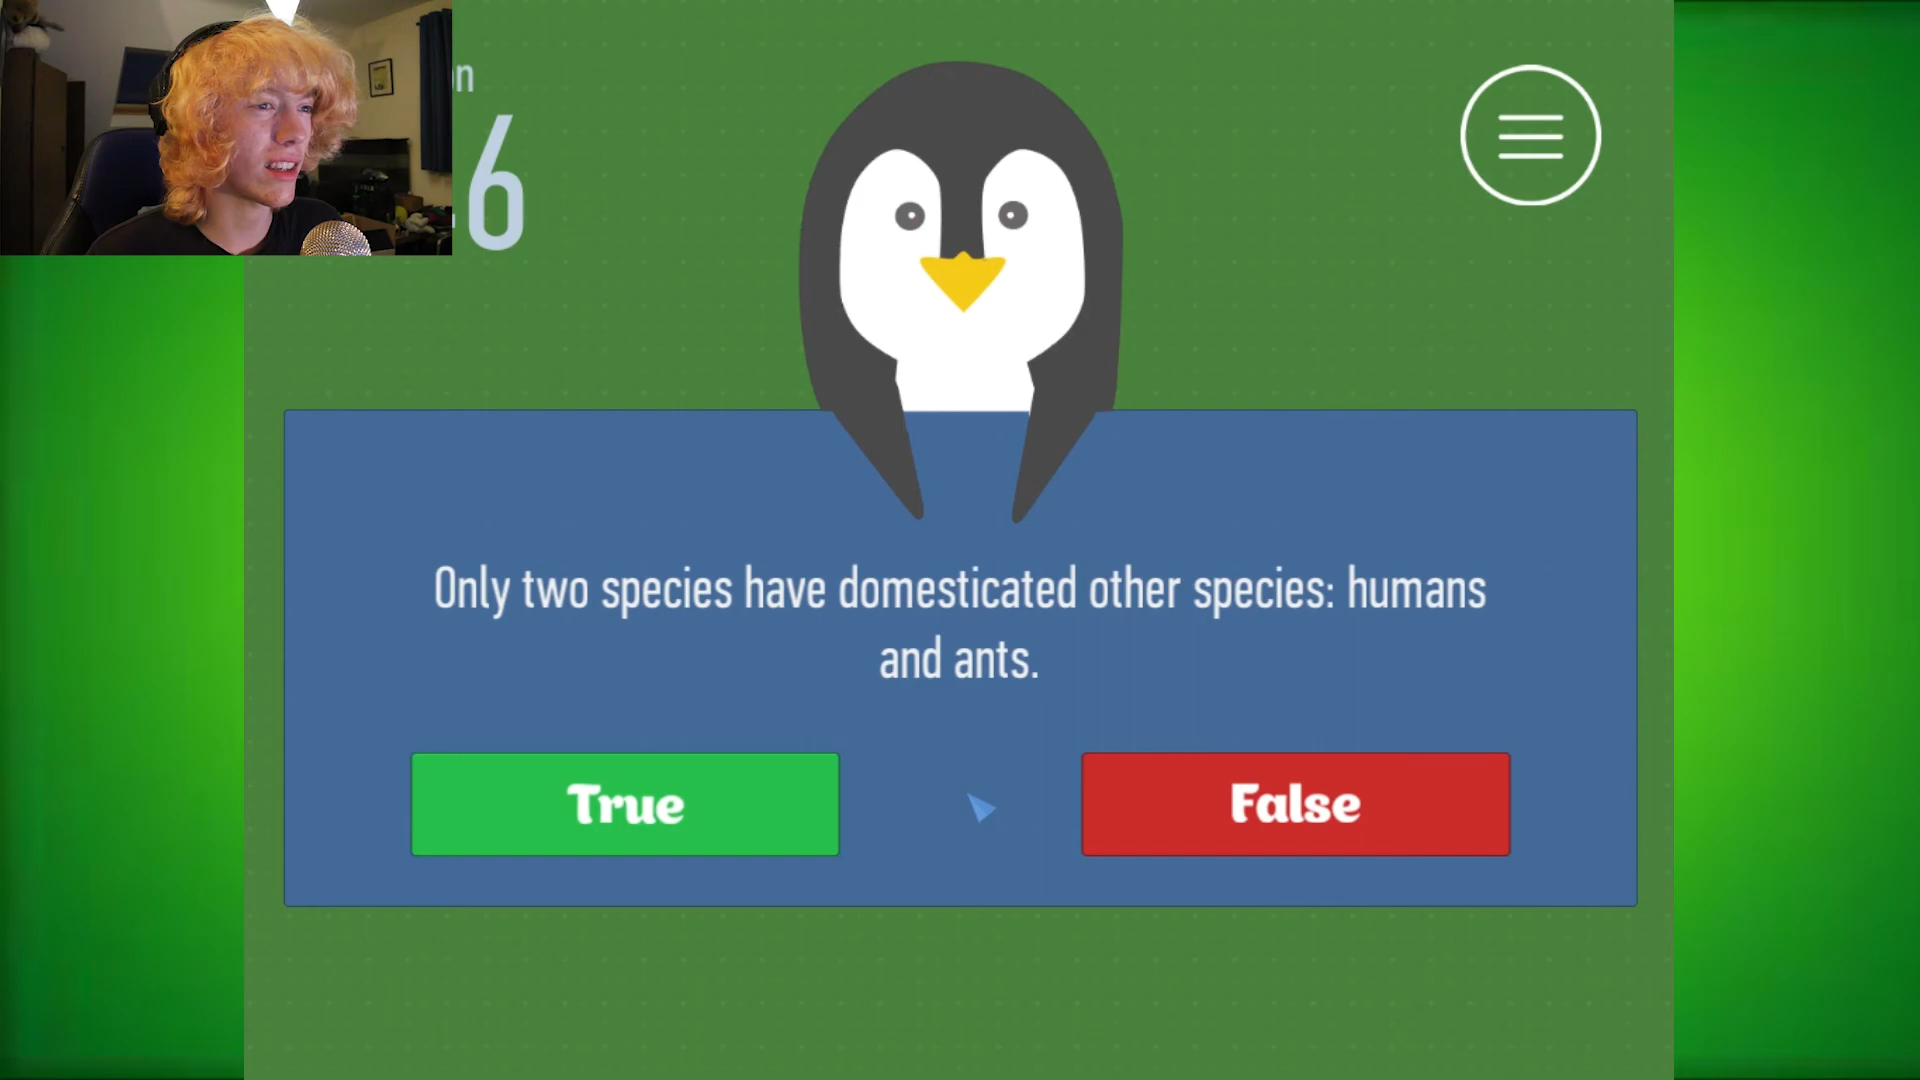 n
6
Only two species have domesticated other species: humans
and ants.
True
False